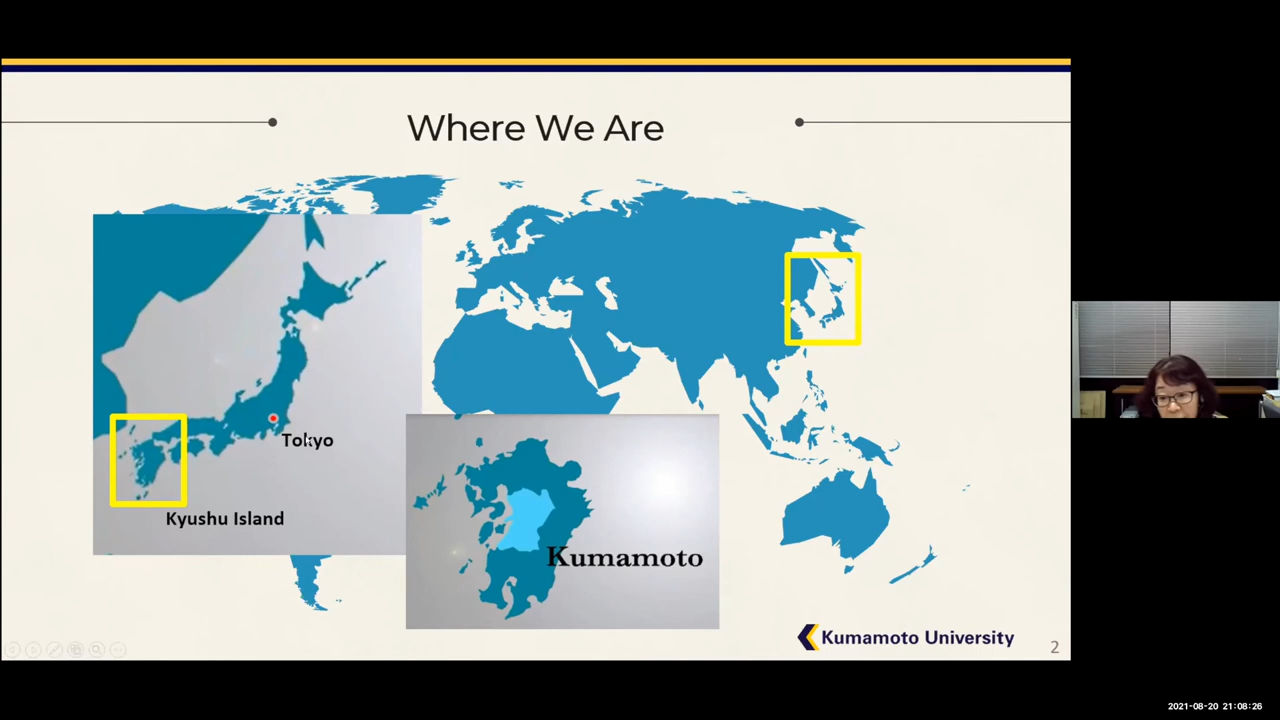 Where We Are
Tokyo
Kyushu Island
Kumamoto
Kumamoto University
2
2021-08-20 21:08:26